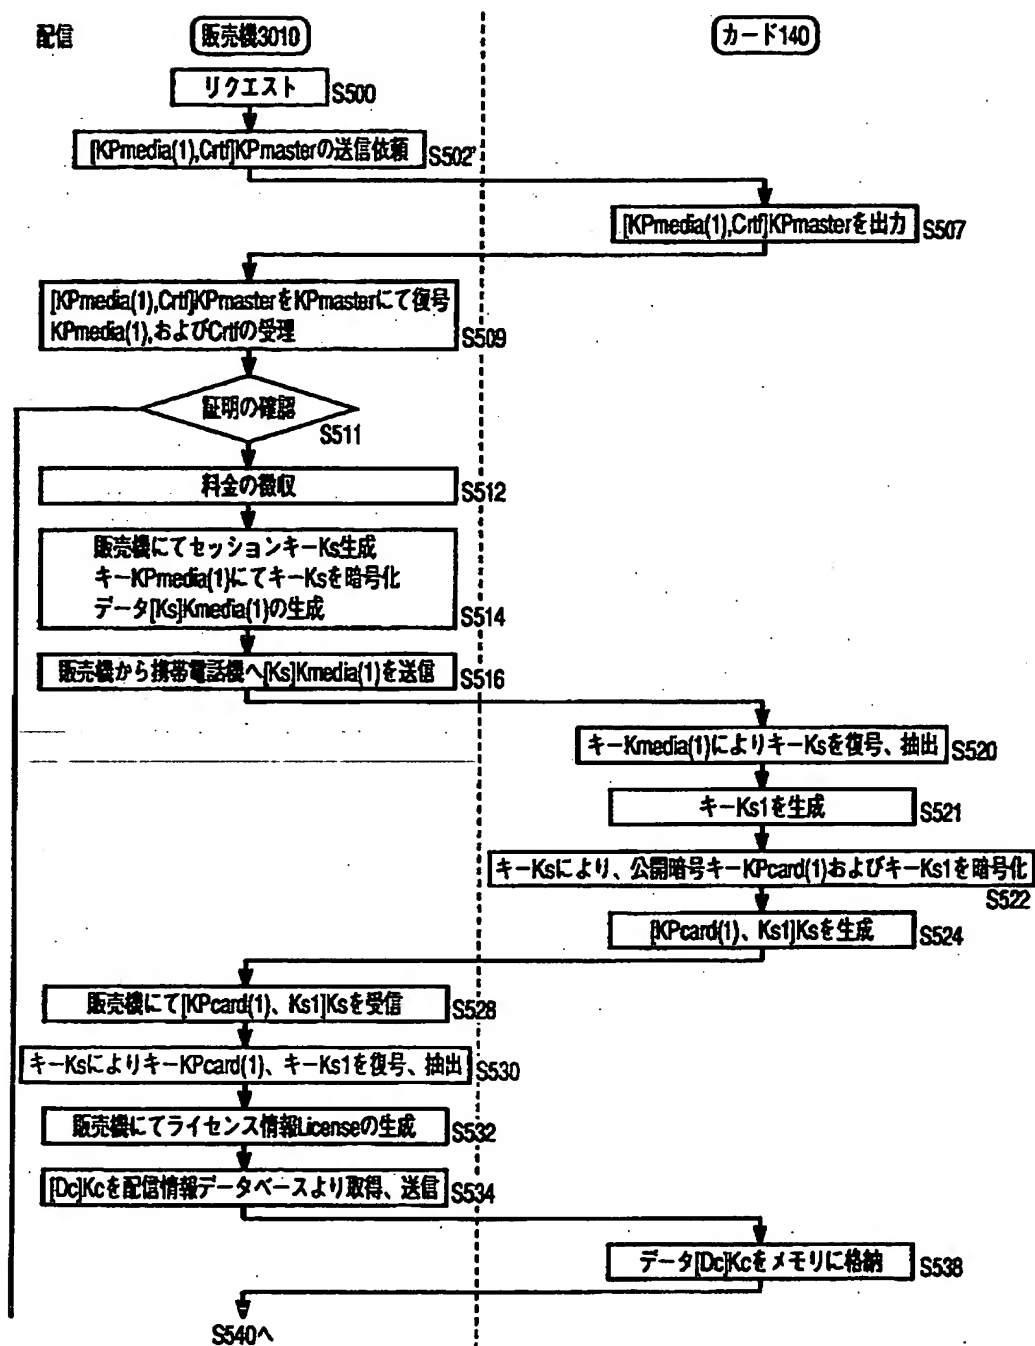 配信
販売機3010
カード140
リクエスト
S500
[KPmedia(1),Crtf]KPmasterの送信依頼
S502'
[KPmedia(1),Crtf]KPmasterを出力
S507
[KPmedia(1),Crtf]KPmasterをKPmasterにて復号
KPmedia(1),およびCrtfの受理
S509
証明の確認
S511
料金の徴収
S512
販売機にてセッションキーKs生成
キーKPmedia(1)にてキーKsを暗号化
データ[Ks]Kmedia(1)の生成
S514
販売機から携帯電話機へ[Ks]Kmedia(1)を送信
S516
キーKmedia(1)によりキーKsを復号、抽出
S520
キーKs1を生成
S521
キーKsにより、公開暗号キーKPcard(1)およびキーKs1を暗号化
S522
[KPcard(1)、Ks1]Ksを生成
S524
販売機にて[KPcard(1)、Ks1]Ksを受信
S528
キーKsによりキーKPcard(1)、キーKs1を復号、抽出
S530
販売機にてライセンス情報Licenseの生成
S532
[Dc]Kcを配信情報データベースより取得、送信
S534
データ[Dc]Kcをメモリに格納
S538
S540へ